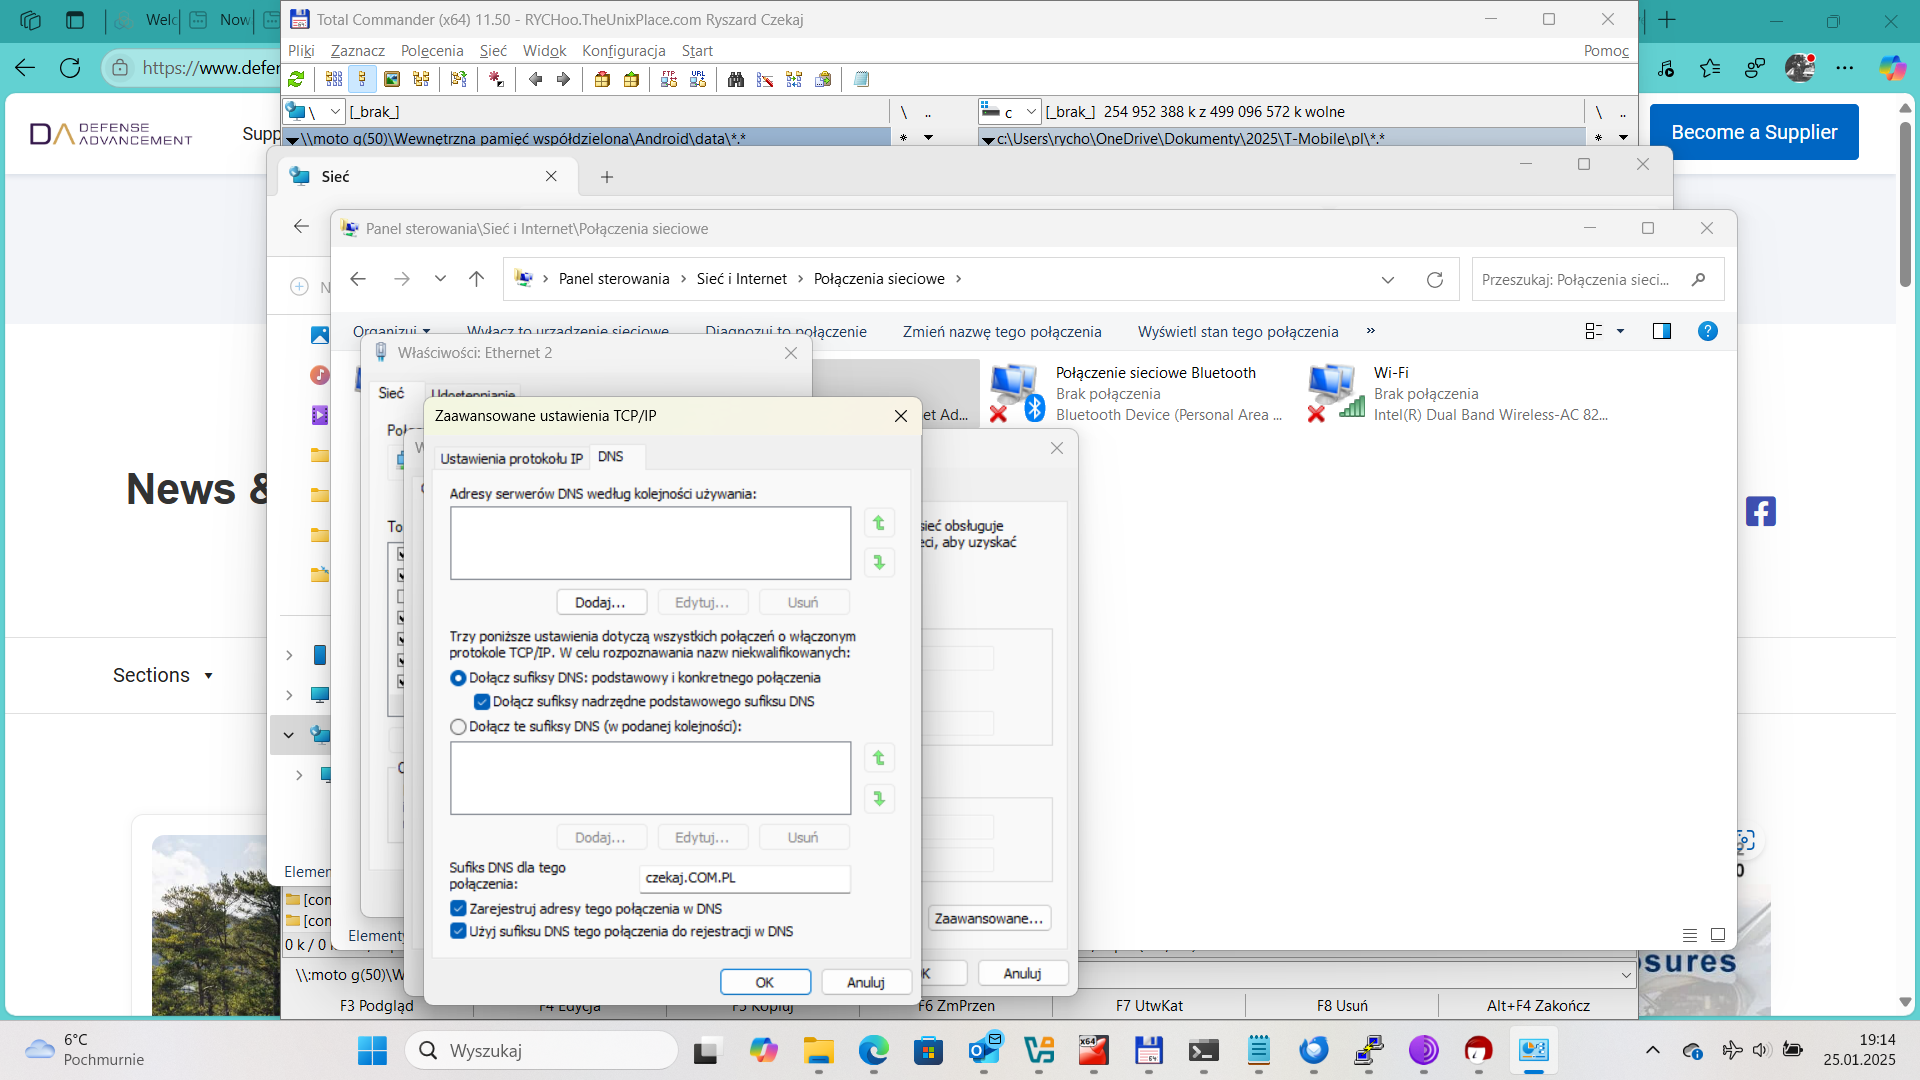 Welc
Now
Total Commander (x64) 11.50 - RYCHoo.TheUnixPlace.com Ryszard Czekaj
Pliki Zaznacz Polecenia Sieć Widok Konfiguracja Start Pomoc
https://www.defen
FTP URL
\ [_brak_] \ ..
c [_brak_] 254 952 388 k z 499 096 572 k wolne \ ..
\\moto g(50)\Wewnętrzna pamięć współdzielona\Android\data\*.* *
c:\Users\rycho\OneDrive\Dokumenty\2025\T-Mobile\pl\*.* *
DEFENSE
ADVANCEMENT
Supp
Become a Supplier
Sieć
Panel sterowania\Sieć i Internet\Połączenia sieciowe
Panel sterowania > Sieć i Internet > Połączenia sieciowe >
Przeszukaj: Połączenia sieci...
Organizuj Wyłącz to urządzenie sieciowe Diagnozuj to połączenie Zmień nazwę tego połączenia Wyświetl stan tego połączenia »
Właściwości: Ethernet 2
Sieć Udostępnianie
et Ad...
Połączenie sieciowe Bluetooth
Brak połączenia
Bluetooth Device (Personal Area ...
Wi-Fi
Brak połączenia
Intel(R) Dual Band Wireless-AC 82...
Zaawansowane ustawienia TCP/IP
Ustawienia protokołu IP DNS
Adresy serwerów DNS według kolejności używania:
Dodaj... Edytuj... Usuń
Trzy poniższe ustawienia dotyczą wszystkich połączeń o włączonym
protokole TCP/IP. W celu rozpoznawania nazw niekwalifikowanych:
Dołącz sufiksy DNS: podstawowy i konkretnego połączenia
Dołącz sufiksy nadrzędne podstawowego sufiksu DNS
Dołącz te sufiksy DNS (w podanej kolejności):
Dodaj... Edytuj... Usuń
Sufiks DNS dla tego
połączenia:
czekaj.COM.PL
Zarejestruj adresy tego połączenia w DNS
Użyj sufiksu DNS tego połączenia do rejestracji w DNS
OK Anuluj
sieć obsługuje
eci, aby uzyskać
Zaawansowane...
Anuluj
News &
Sections
Elemen
Elementy
[con
[con
0 k / 0
\\:moto g(50)\W
sures
F3 Podgląd F4 Edycja F5 Kopiuj F6 ZmPrzen F7 UtwKat F8 Usuń Alt+F4 Zakończ
6°C
Pochmurnie
Wyszukaj
19:14
25.01.2025